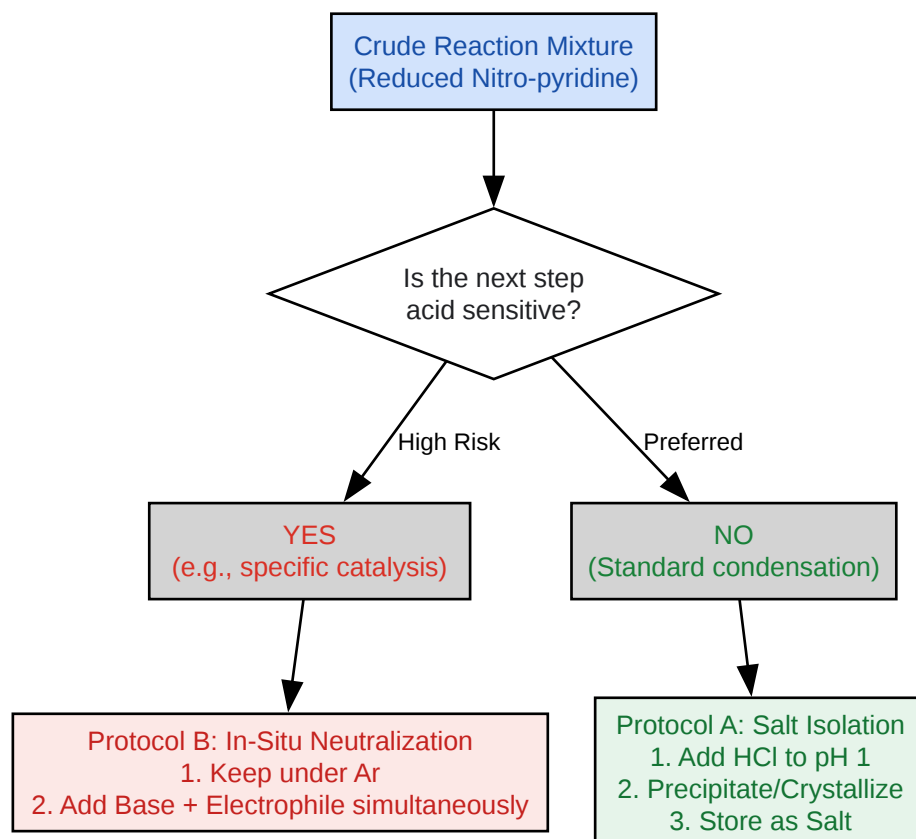 Crude Reaction Mixture
(Reduced Nitro-pyridine)
Is the next step
acid sensitive?
High Risk
Preferred
YES
(e.g., specific catalysis)
NO
(Standard condensation)
Protocol B: In-Situ Neutralization
1. Keep under Ar
2. Add Base + Electrophile simultaneously
Protocol A: Salt Isolation
1. Add HCl to pH 1
2. Precipitate/Crystallize
3. Store as Salt